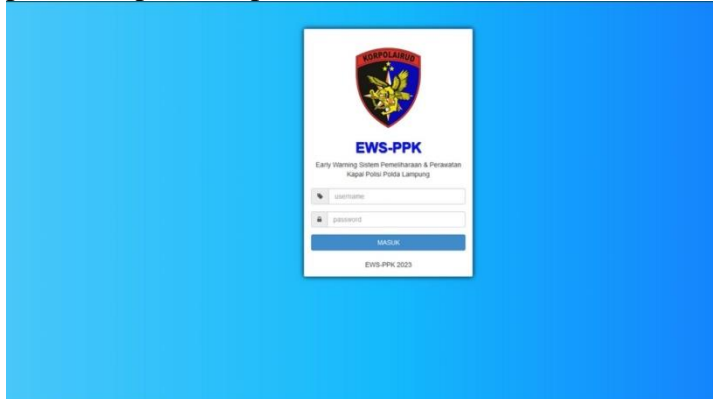 KORPOLAIRUD
EWS-PPK
Early Warning Sistem Pemeliharaan & Perawatan
Kapal Polisi Polda Lampung
username
password
MASUK
EWS-PPK 2023